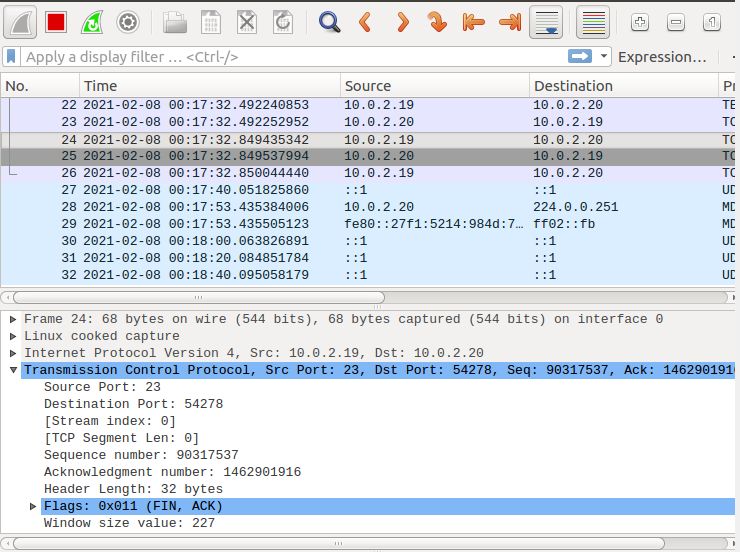 Apply a display filter … <Ctrl-/> Expression…
No. Time Source Destination
22 2021-02-08 00:17:32.492240853 10.0.2.19 10.0.2.20 TE
23 2021-02-08 00:17:32.492252952 10.0.2.20 10.0.2.19 TC
24 2021-02-08 00:17:32.849435342 10.0.2.19 10.0.2.20 TC
25 2021-02-08 00:17:32.849537994 10.0.2.20 10.0.2.19 TC
26 2021-02-08 00:17:32.850044440 10.0.2.19 10.0.2.20 TC
27 2021-02-08 00:17:40.051825860 ::1 ::1 UD
28 2021-02-08 00:17:53.435384006 10.0.2.20 224.0.0.251 MD
29 2021-02-08 00:17:53.435505123 fe80::27f1:5214:984d:7… ff02::fb MD
30 2021-02-08 00:18:00.063826891 ::1 ::1 UD
31 2021-02-08 00:18:20.084851784 ::1 ::1 UD
32 2021-02-08 00:18:40.095058179 ::1 ::1 UD
Frame 24: 68 bytes on wire (544 bits), 68 bytes captured (544 bits) on interface 0
Linux cooked capture
Internet Protocol Version 4, Src: 10.0.2.19, Dst: 10.0.2.20
Transmission Control Protocol, Src Port: 23, Dst Port: 54278, Seq: 90317537, Ack: 1462901916
Source Port: 23
Destination Port: 54278
[Stream index: 0]
[TCP Segment Len: 0]
Sequence number: 90317537
Acknowledgment number: 1462901916
Header Length: 32 bytes
Flags: 0x011 (FIN, ACK)
Window size value: 227